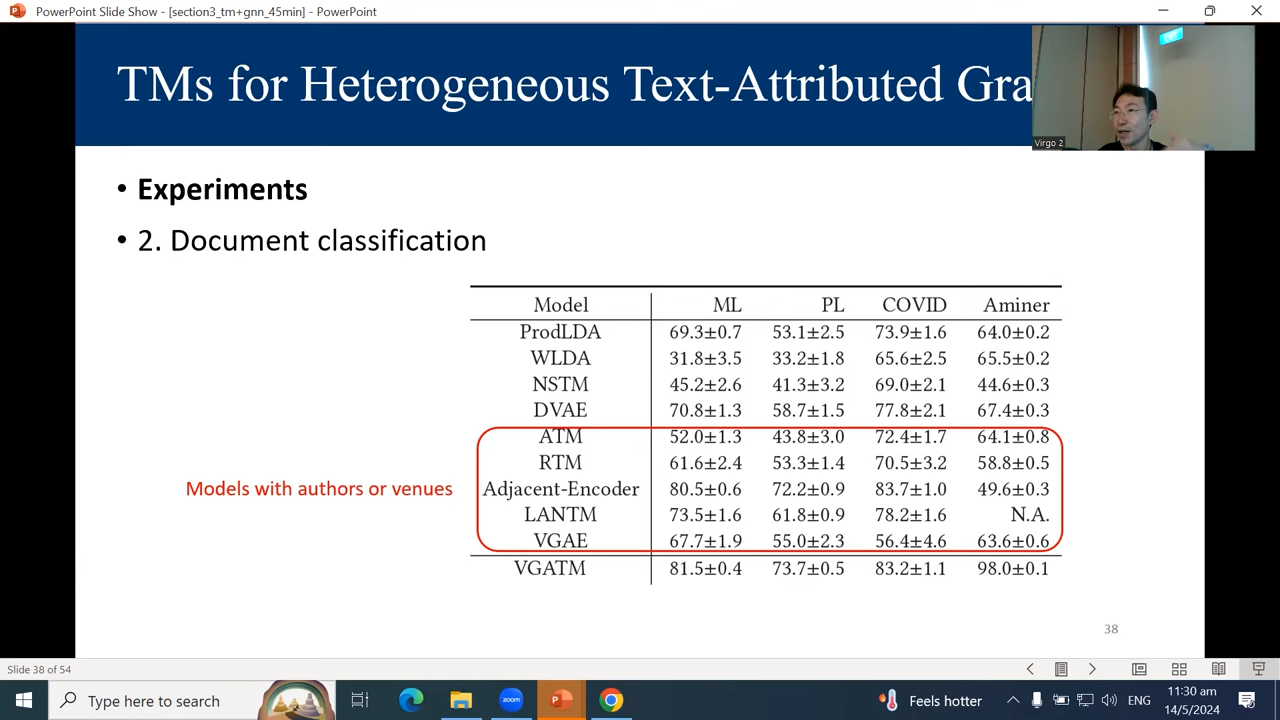 PowerPoint Slide Show - [section3_tm+gnn_45min] - PowerPoint
TMs for Heterogeneous Text-Attributed Gra
Virgo 2
• Experiments
• 2. Document classification
Model ML PL COVID Aminer
ProdLDA 69.3±0.7 53.1±2.5 73.9±1.6 64.0±0.2
WLDA 31.8±3.5 33.2±1.8 65.6±2.5 65.5±0.2
NSTM 45.2±2.6 41.3±3.2 69.0±2.1 44.6±0.3
DVAE 70.8±1.3 58.7±1.5 77.8±2.1 67.4±0.3
ATM 52.0±1.3 43.8±3.0 72.4±1.7 64.1±0.8
RTM 61.6±2.4 53.3±1.4 70.5±3.2 58.8±0.5
Models with authors or venues
Adjacent-Encoder 80.5±0.6 72.2±0.9 83.7±1.0 49.6±0.3
LANTM 73.5±1.6 61.8±0.9 78.2±1.6 N.A.
VGAE 67.7±1.9 55.0±2.3 56.4±4.6 63.6±0.6
VGATM 81.5±0.4 73.7±0.5 83.2±1.1 98.0±0.1
38
Slide 38 of 54
Type here to search
zoom
Feels hotter
ENG
11:30 am
14/5/2024